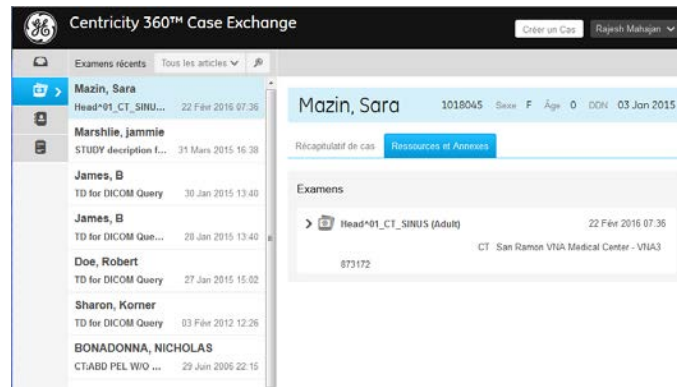 Centricity 360™ Case Exchange
Créer un Cas
Rajesh Mahajan
Examens récents
Tous les articles
Mazin, Sara
Head^01_CT_SINU... 22 Févr 2016 07:36
Marshlie, jammie
STUDY decription f... 31 Mars 2015 16:38
James, B
TD for DICOM Query 30 Jan 2015 13:40
James, B
TD for DICOM Que... 28 Jan 2015 13:40
Doe, Robert
TD for DICOM Query 27 Jan 2015 15:02
Sharon, Korner
TD for DICOM Query 03 Févr 2012 12:26
BONADONNA, NICHOLAS
CT:ABD PEL W/O ... 29 Juin 2006 22:15
Mazin, Sara 1018045 Sexe F Âge 0 DDN 03 Jan 2015
Récapitulatif de cas
Ressources et Annexes
Examens
Head^01_CT_SINUS (Adult) 22 Févr 2016 07:36
CT San Ramon VNA Medical Center - VNA3
873172